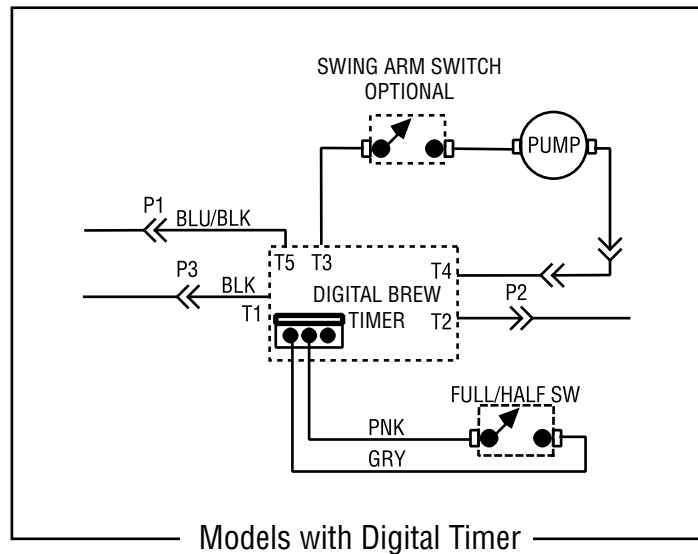 SWING ARM SWITCH
OPTIONAL
PUMP
P1
BLU/BLK
T5 T3
P3
BLK
T4
T1
DIGITAL BREW
TIMER
P2
T2
FULL/HALF SW
PNK
GRY
Models with Digital Timer